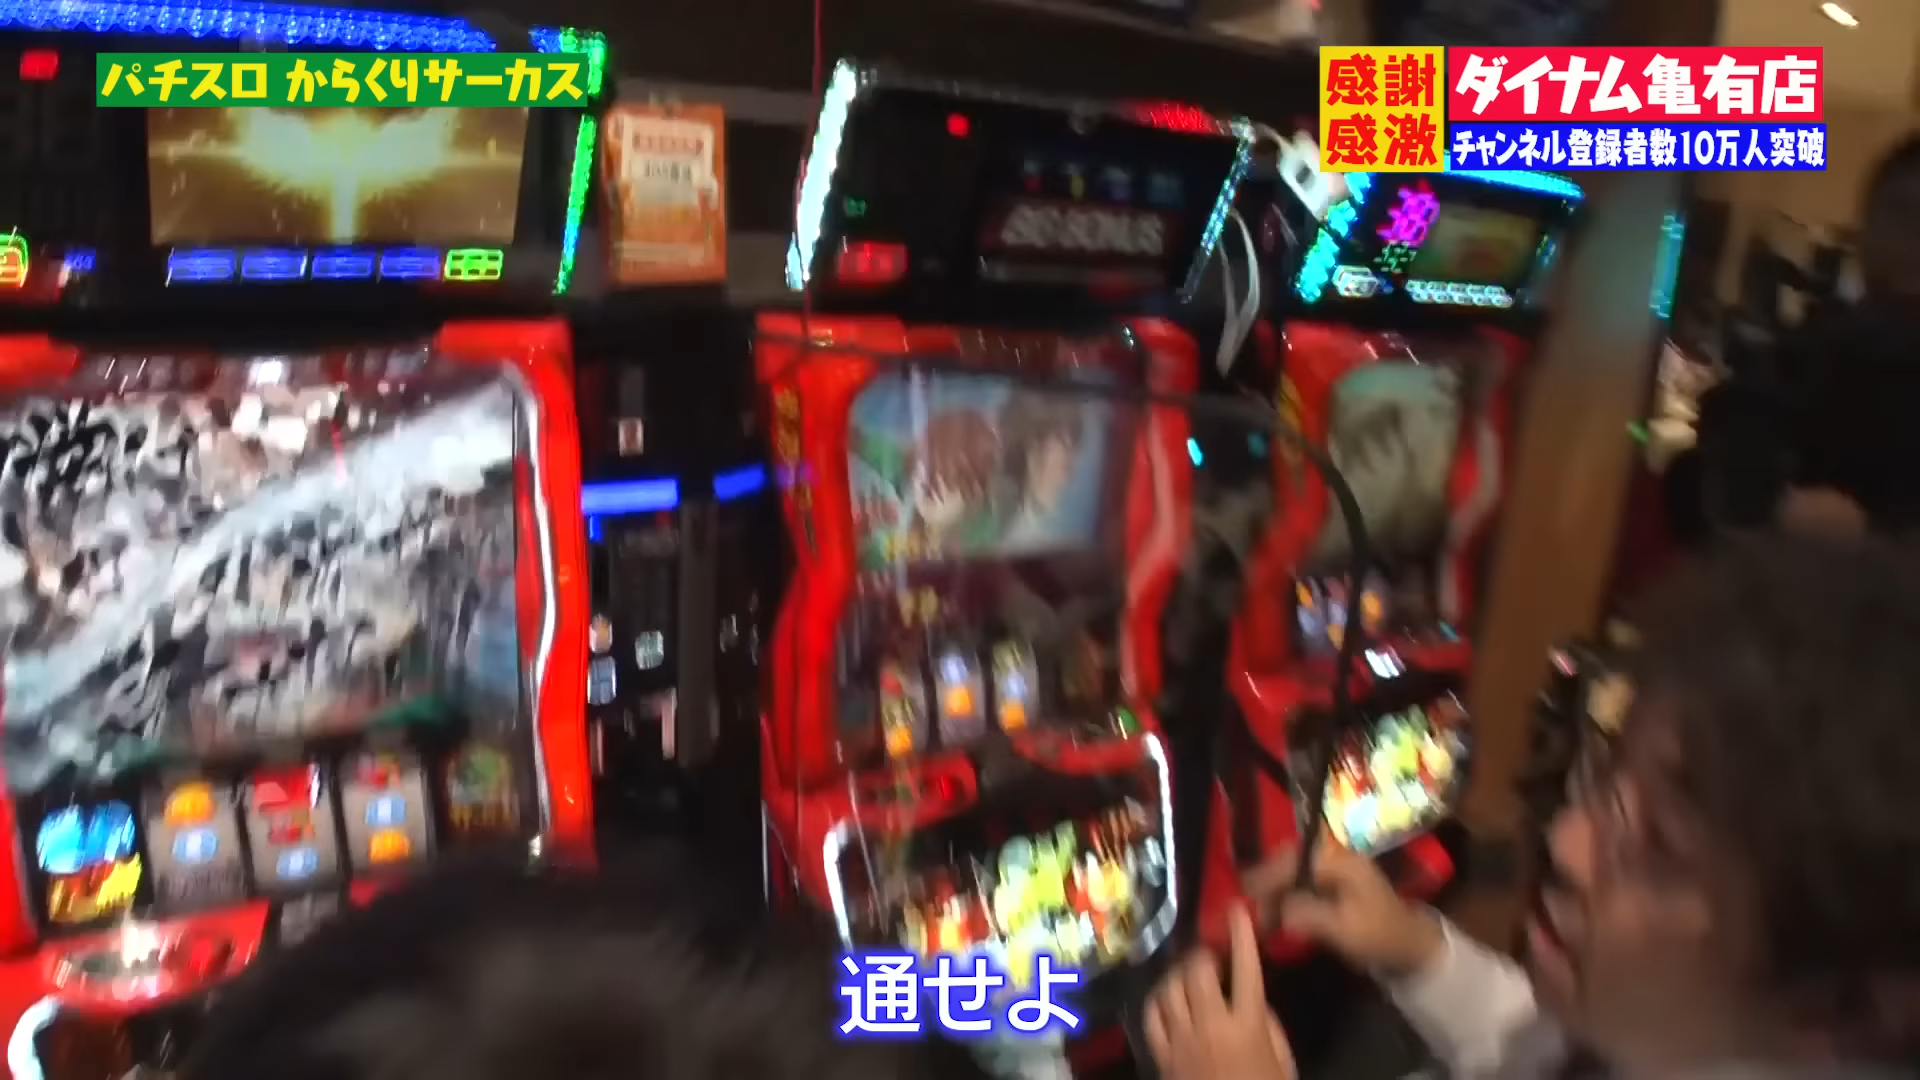 パチスロ からくりサーカス
感謝
感激
ダイナム亀有店
チャンネル登録者数10万人突破
BIG BONUS
通せよ